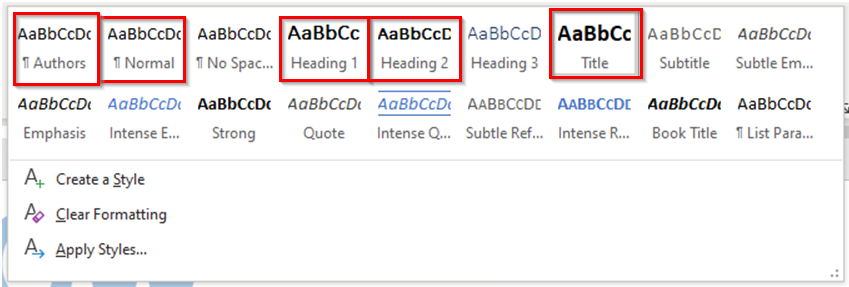 AaBbCcDc AaBbCcDc AaBbCcDc AaBbCc AaBbCcD AaBbCcD AaBbCc AaBbCcD AaBbCcDc
¶ Authors ¶ Normal ¶ No Spac... Heading 1 Heading 2 Heading 3 Title Subtitle Subtle Em...
AaBbCcDc AaBbCcDc AaBbCcDc AaBbCcDc AaBbCcDc AABBCCDD AABBCCDD AaBbCcDc AaBbCcDc
Emphasis Intense E... Strong Quote Intense Q... Subtle Ref... Intense R... Book Title ¶ List Para...
Create a Style
Clear Formatting
Apply Styles...